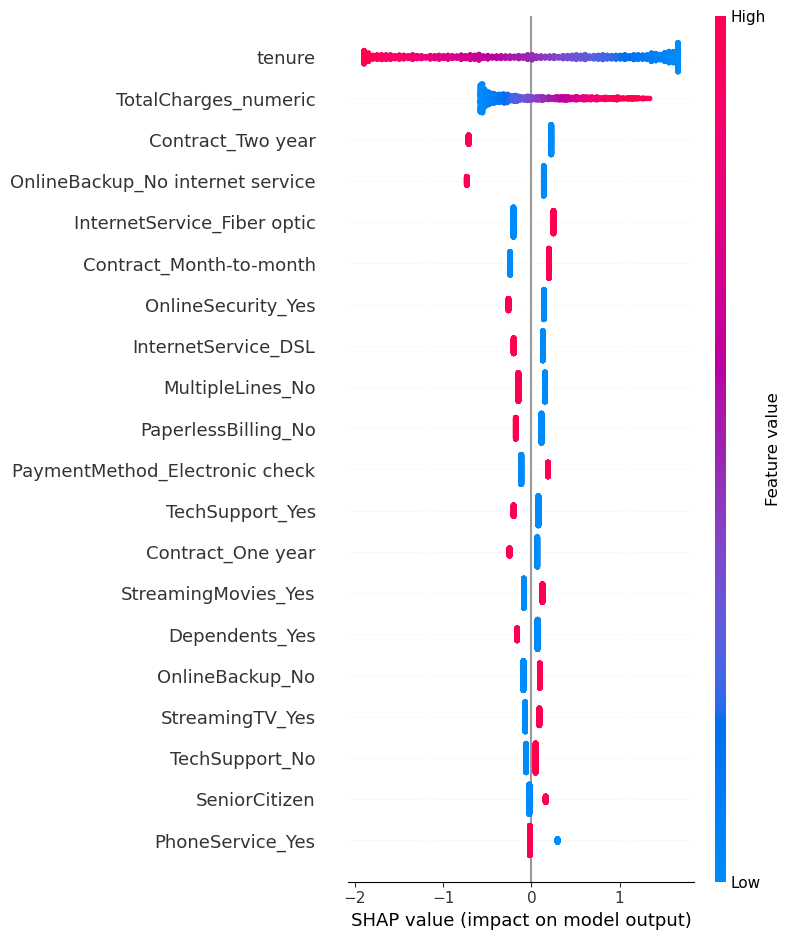 High
tenure
TotalCharges_numeric
Contract_Two year
OnlineBackup_No internet service
InternetService_Fiber optic
Contract_Month-to-month
OnlineSecurity_Yes
InternetService_DSL
MultipleLines_No
PaperlessBilling_No
PaymentMethod_Electronic check
TechSupport_Yes
Contract_One year
StreamingMovies_Yes
Dependents_Yes
OnlineBackup_No
StreamingTV_Yes
TechSupport_No
SeniorCitizen
PhoneService_Yes
Feature value
Low
−2 −1 0 1
SHAP value (impact on model output)